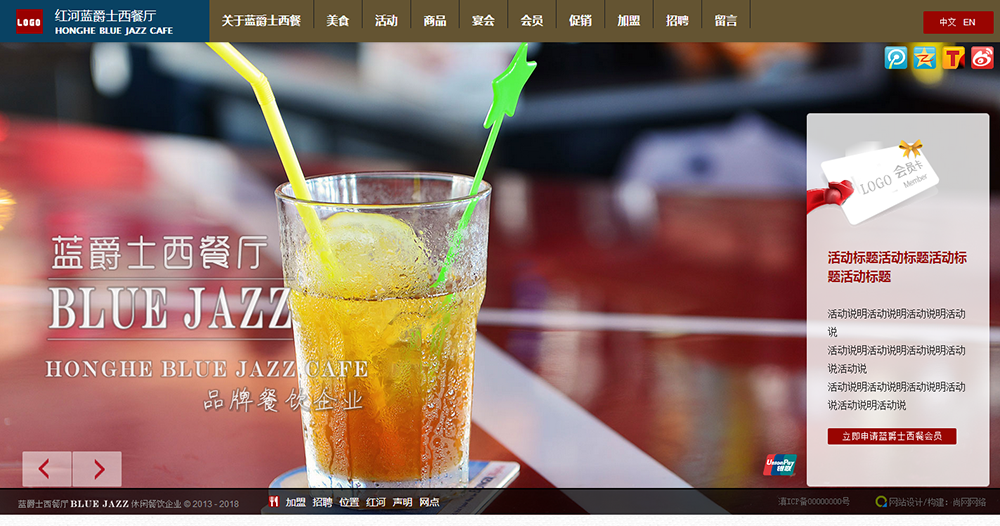 LOGO
红河蓝爵士西餐厅
HONGHE BLUE JAZZ CAFE
关于蓝爵士西餐 美食 活动 商品 宴会 会员 促销 加盟 招聘 留言
中文 EN
LOGO 会员卡
Member
蓝爵士西餐厅
BLUE JAZZ
HONGHE BLUE JAZZ CAFE
品牌餐饮企业
活动标题活动标题活动标
题活动标题
活动说明活动说明活动说明活动
说
活动说明活动说明活动说明活动
说活动说
活动说明活动说明活动说明活动
说活动说明活动说
立即申请蓝爵士西餐会员
UnionPay
银联
蓝爵士西餐厅 BLUE JAZZ 休闲餐饮企业 © 2013 - 2018
加盟 招聘 位置 红河 声明 网点
滇ICP备00000000号
网站设计/构建：尚网网络